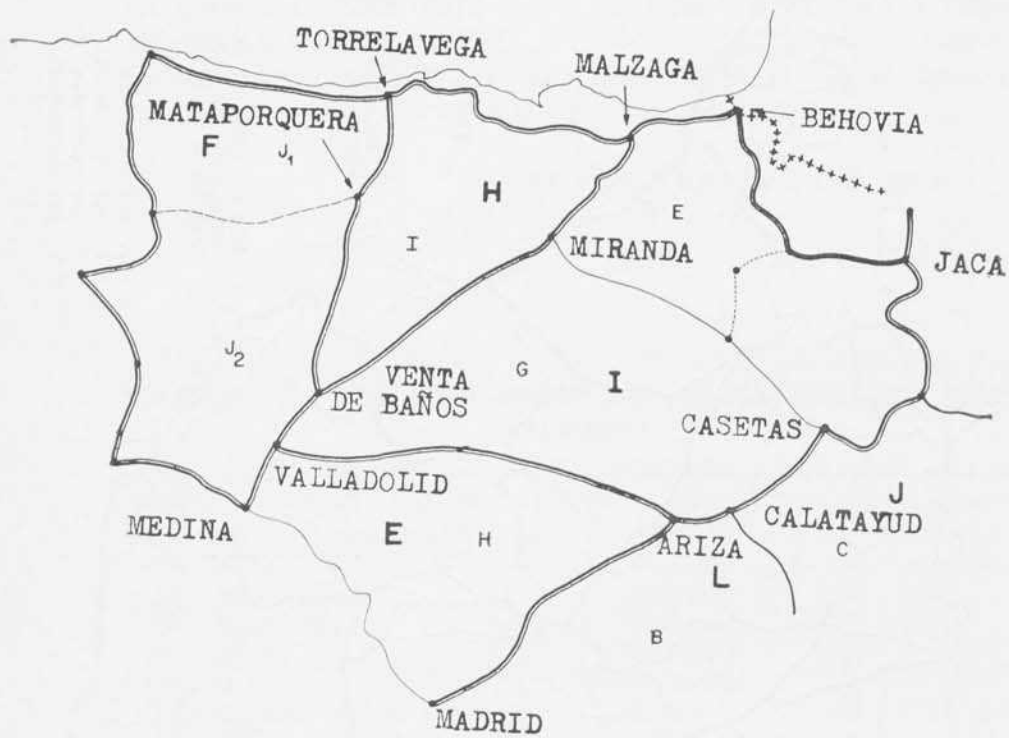 TORRELAVEGA
MALZAGA
MATAPORQUERA
BEHOVIA
F
J₁
H
E
I
MIRANDA
JACA
J₂
VENTA
DE BAÑOS
G
I
CASETAS
VALLADOLID
MEDINA
E
H
J
CALATAYUD
C
ARIZA
L
B
MADRID